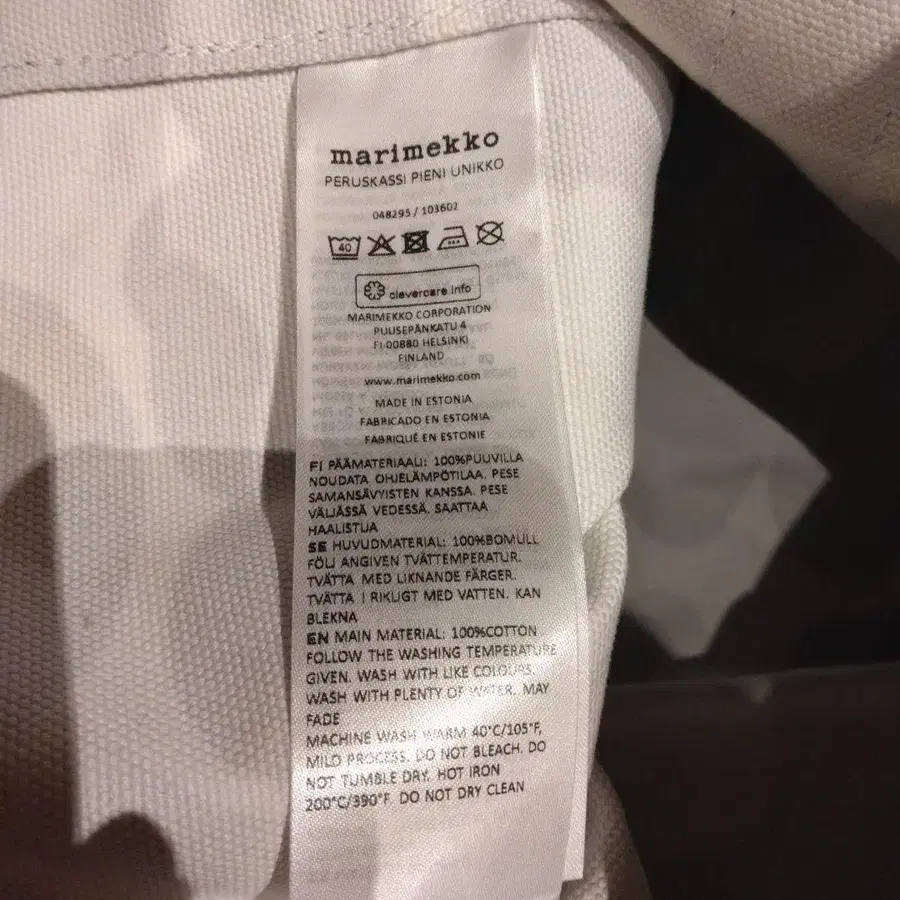 marimekko
PERUSKASSI PIENI UNIKKO
048295 / 103602
40
clevercare.info
MARIMEKKO CORPORATION
PUUSEPÄNKATU 4
FI-00880 HELSINKI
FINLAND
www.marimekko.com
MADE IN ESTONIA
FABRICADO EN ESTONIA
FABRIQUÉ EN ESTONIE
FI PÄÄMATERIAALI: 100%PUUVILLA
NOUDATA OHJELÄMPÖTILAA. PESE
SAMANSÄVYISTEN KANSSA. PESE
VÄLJÄSSÄ VEDESSÄ. SAATTAA
HAALISTUA
SE HUVUDMATERIAL: 100%BOMULL
FÖLJ ANGIVEN TVÄTTEMPERATUR.
TVÄTTA MED LIKNANDE FÄRGER.
TVÄTTA I RIKLIGT MED VATTEN. KAN
BLEKNA
EN MAIN MATERIAL: 100%COTTON
FOLLOW THE WASHING TEMPERATURE
GIVEN. WASH WITH LIKE COLOURS.
WASH WITH PLENTY OF WATER. MAY
FADE
MACHINE WASH WARM 40°C/105°F,
MILD PROCESS. DO NOT BLEACH. DO
NOT TUMBLE DRY. HOT IRON
200°C/390°F. DO NOT DRY CLEAN